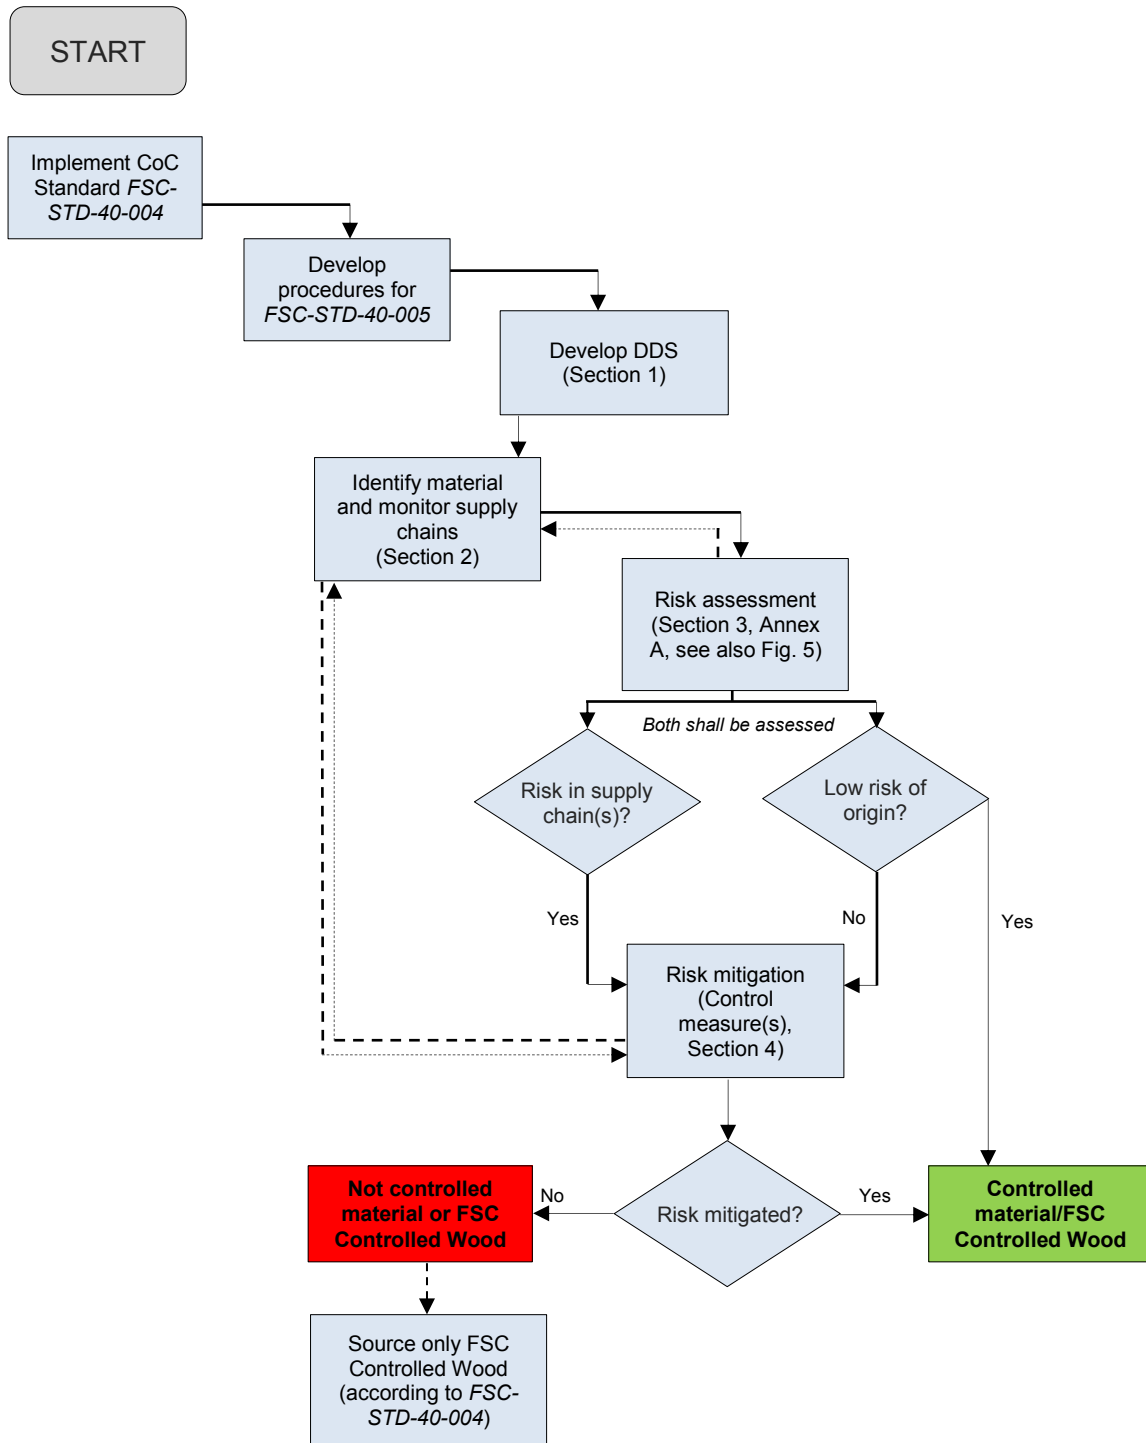 START
Implement CoC
Standard FSC-
STD-40-004
Develop
procedures for
FSC-STD-40-005
Develop DDS
(Section 1)
Identify material
and monitor supply
chains
(Section 2)
Risk assessment
(Section 3, Annex
A, see also Fig. 5)
Both shall be assessed
Risk in supply
chain(s)?
Low risk of
origin?
Yes
No
Yes
Risk mitigation
(Control
measure(s),
Section 4)
Not controlled
material or FSC
Controlled Wood
No
Risk mitigated?
Yes
Controlled
material/FSC
Controlled Wood
Source only FSC
Controlled Wood
(according to FSC-
STD-40-004)